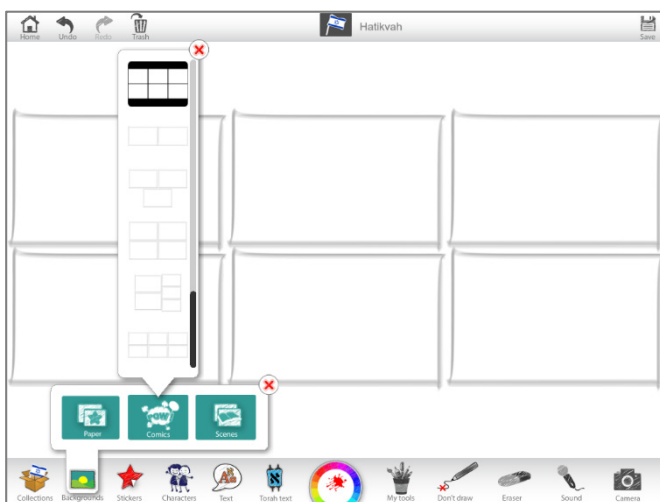 Home Undo Redo Trash Hatikvah Save
Paper Comics Scenes
POW
Collections Backgrounds Stickers Characters Text Torah text My tools Don't draw Eraser Sound Camera